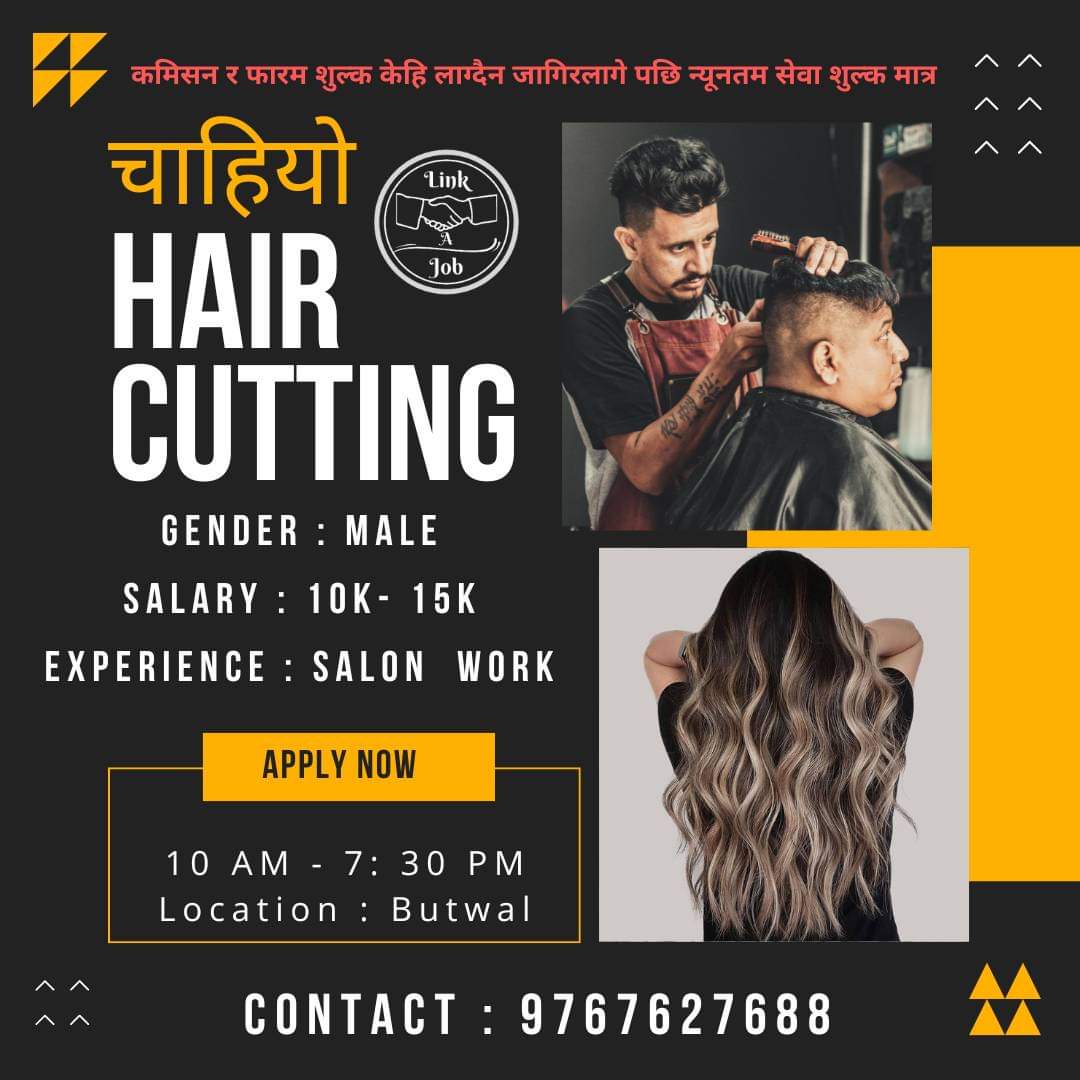 कमिसन र फारम शुल्क केहि लाग्दैन जागिरलागे पछि न्यूनतम सेवा शुल्क मात्र
चाहियो
Link
A
Job
HAIR
CUTTING
GENDER : MALE
SALARY : 10K- 15K
EXPERIENCE : SALON WORK
APPLY NOW
10 AM - 7: 30 PM
Location : Butwal
CONTACT : 9767627688